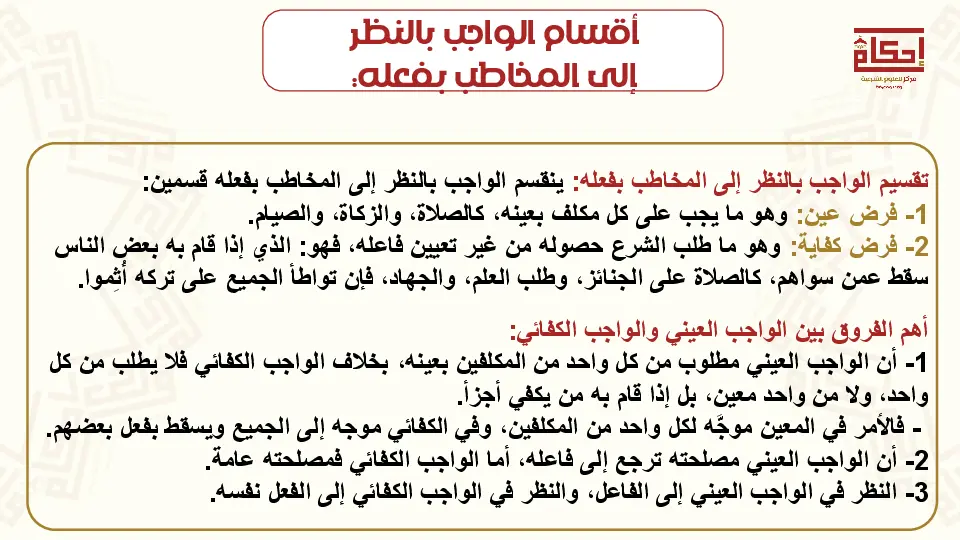 أقسام الواجب بالنظر
إلى المخاطب بفعله:
إحكام
مركز للعلوم الشرعية
تقسيم الواجب بالنظر إلى المخاطب بفعله: ينقسم الواجب بالنظر إلى المخاطب بفعله قسمين:
1- فرض عين: وهو ما يجب على كل مكلف بعينه، كالصلاة، والزكاة، والصيام.
2- فرض كفاية: وهو ما طلب الشرع حصوله من غير تعيين فاعله، فهو: الذي إذا قام به بعض الناس
سقط عمن سواهم، كالصلاة على الجنائز، وطلب العلم، والجهاد، فإن تواطأ الجميع على تركه أُثِموا.
أهم الفروق بين الواجب العيني والواجب الكفائي:
1- أن الواجب العيني مطلوب من كل واحد من المكلفين بعينه، بخلاف الواجب الكفائي فلا يطلب من كل
واحد، ولا من واحد معين، بل إذا قام به من يكفي أجزأ.
- فالأمر في المعين موجَّه لكل واحد من المكلفين، وفي الكفائي موجه إلى الجميع ويسقط بفعل بعضهم.
2- أن الواجب العيني مصلحته ترجع إلى فاعله، أما الواجب الكفائي فمصلحته عامة.
3- النظر في الواجب العيني إلى الفاعل، والنظر في الواجب الكفائي إلى الفعل نفسه.